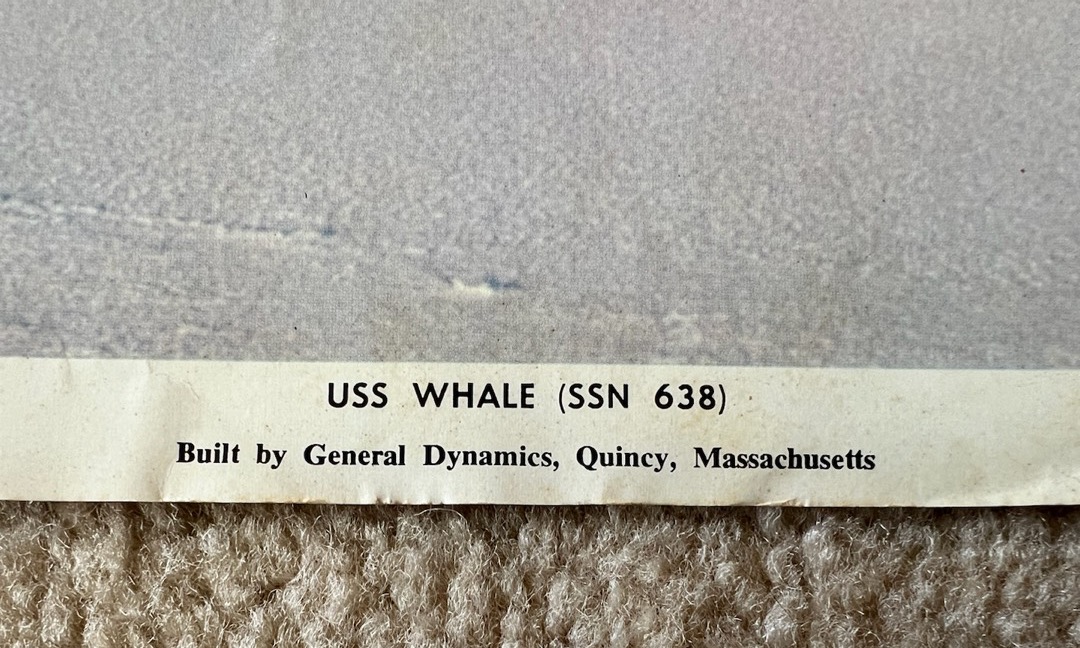 USS WHALE (SSN 638)
Built by General Dynamics, Quincy, Massachusetts